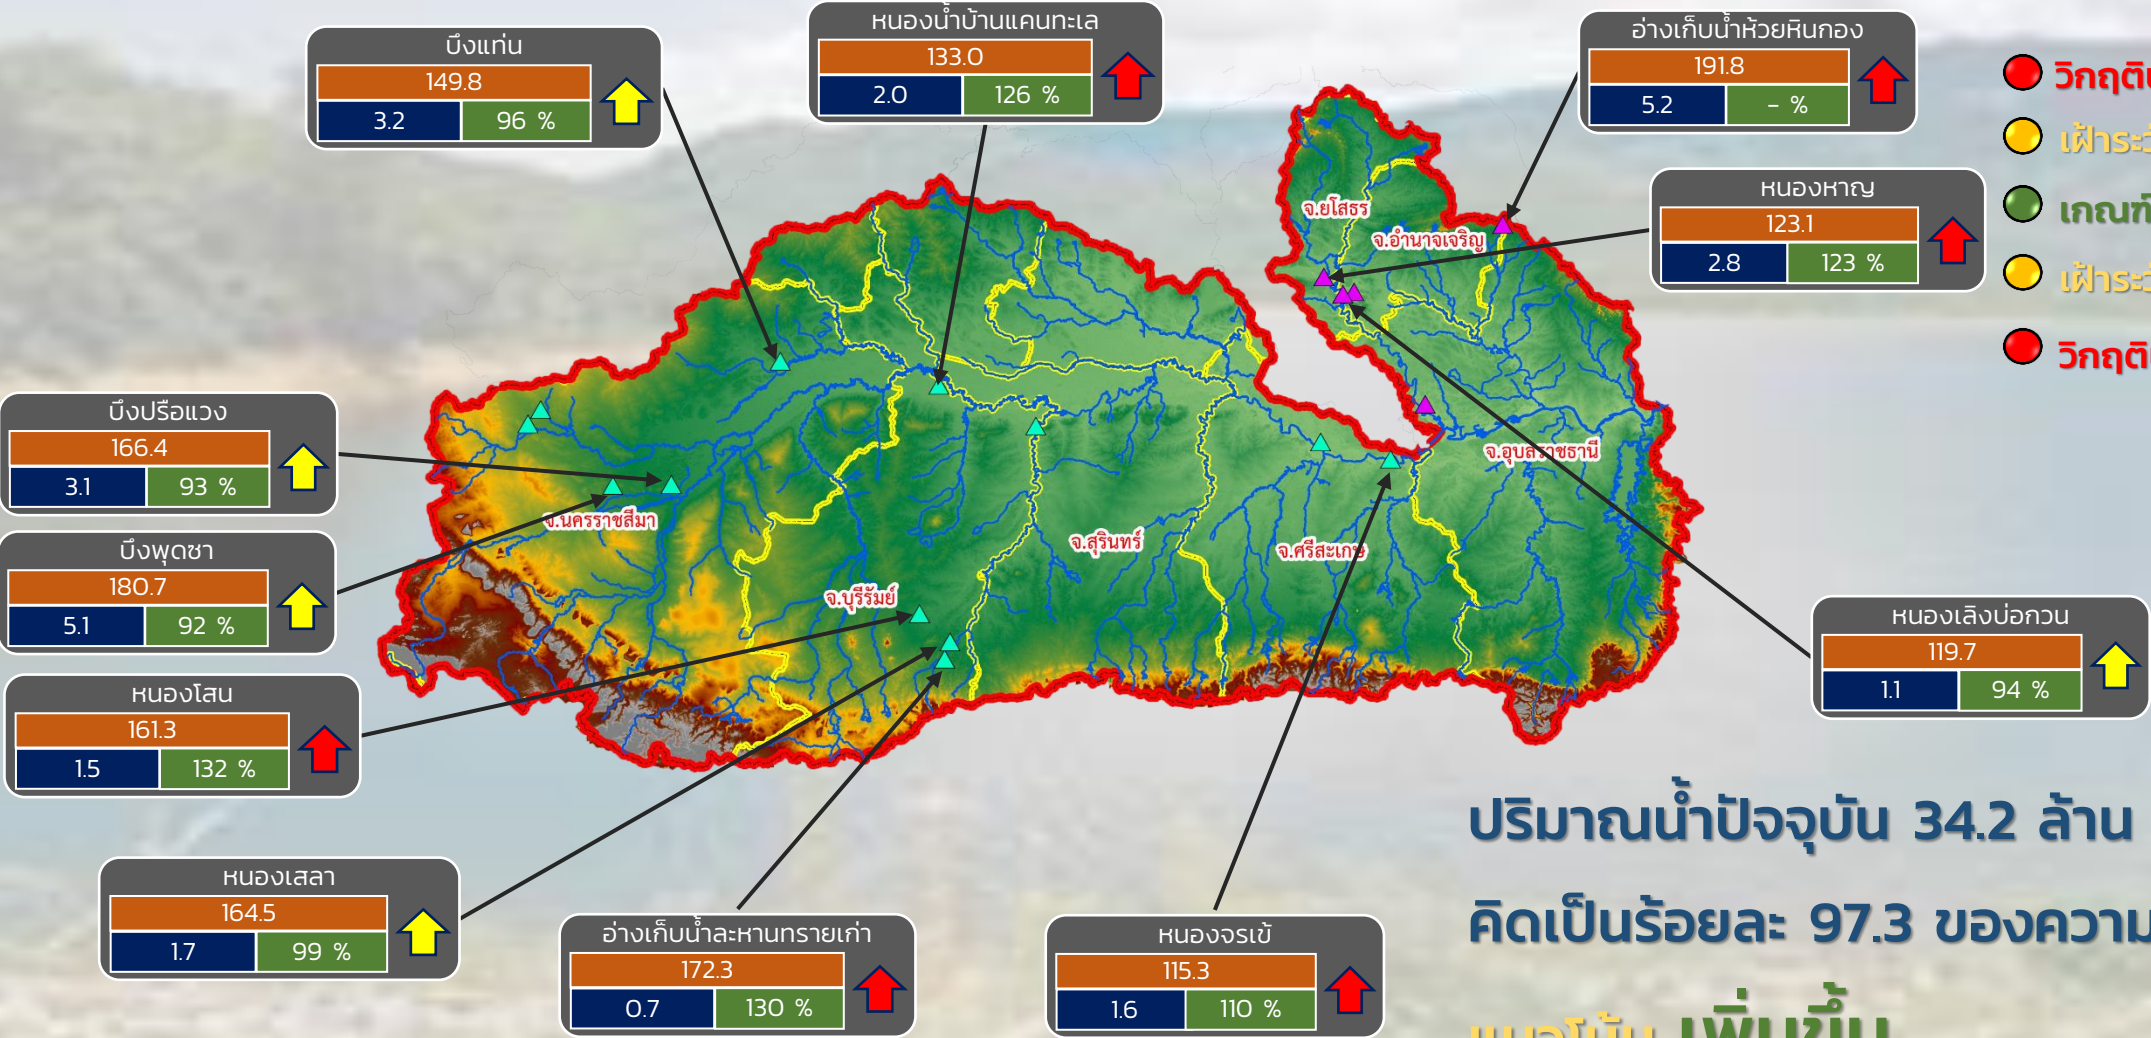 บึงแท่น
149.8
3.2 96 %
หนองน้ำบ้านแคนทะเล
133.0
2.0 126 %
อ่างเก็บน้ำห้วยหินกอง
191.8
5.2 - %
หนองหาญ
123.1
2.8 123 %
จ.ยโสธร
จ.อำนาจเจริญ
บึงปรือแวง
166.4
3.1 93 %
บึงพุดซา
180.7
5.1 92 %
หนองโสน
161.3
1.5 132 %
จ.นครราชสีมา
จ.บุรีรัมย์
จ.สุรินทร์
จ.ศรีสะเกษ
จ.อุบลราชธานี
หนองเลิงบ่อกวน
119.7
1.1 94 %
หนองเสลา
164.5
1.7 99 %
อ่างเก็บน้ำละหานทรายเก่า
172.3
0.7 130 %
หนองจรเข้
115.3
1.6 110 %
ปริมาณน้ำปัจจุบัน 34.2 ล้าน
คิดเป็นร้อยละ 97.3 ของความ
แนวโน้ม เพิ่มขึ้น